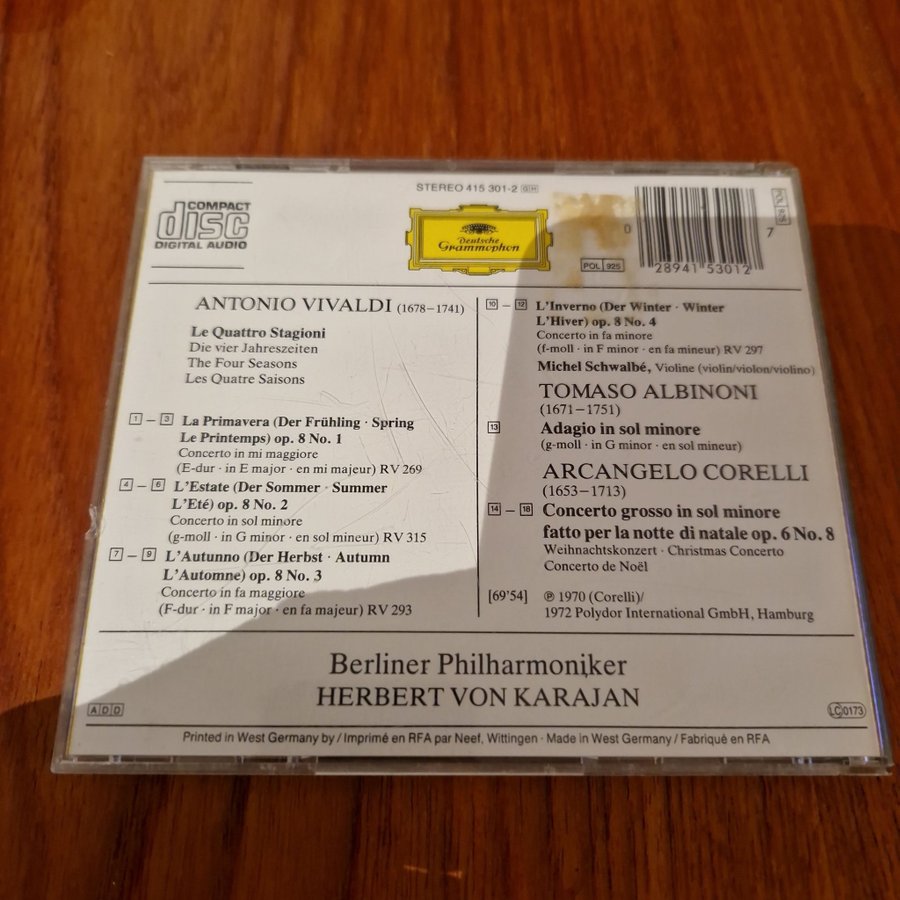 STEREO 415 301-2 GH
COMPACT
disc
DIGITAL AUDIO
Deutsche
Grammophon
POL 925
0
28941 53012
7
ANTONIO VIVALDI (1678–1741)
Le Quattro Stagioni
Die vier Jahreszeiten
The Four Seasons
Les Quatre Saisons
1 – 3 La Primavera (Der Frühling · Spring
Le Printemps) op. 8 No. 1
Concerto in mi maggiore
(E-dur · in E major · en mi majeur) RV 269
4 – 6 L'Estate (Der Sommer · Summer
L'Eté) op. 8 No. 2
Concerto in sol minore
(g-moll · in G minor · en sol mineur) RV 315
7 – 9 L'Autunno (Der Herbst · Autumn
L'Automne) op. 8 No. 3
Concerto in fa maggiore
(F-dur · in F major · en fa majeur) RV 293
10 – 12 L'Inverno (Der Winter · Winter
L'Hiver) op. 8 No. 4
Concerto in fa minore
(f-moll · in F minor · en fa mineur) RV 297
Michel Schwalbé, Violine (violin/violon/violino)
TOMASO ALBINONI
(1671–1751)
13 Adagio in sol minore
(g-moll · in G minor · en sol mineur)
ARCANGELO CORELLI
(1653–1713)
14 – 18 Concerto grosso in sol minore
fatto per la notte di natale op. 6 No. 8
Weihnachtskonzert · Christmas Concerto
Concerto de Noël
[69'54] ℗ 1970 (Corelli)/
1972 Polydor International GmbH, Hamburg
Berliner Philharmoniker
HERBERT VON KARAJAN
ADD
LC 0173
Printed in West Germany by / Imprimé en RFA par Neef, Wittingen · Made in West Germany / Fabriqué en RFA